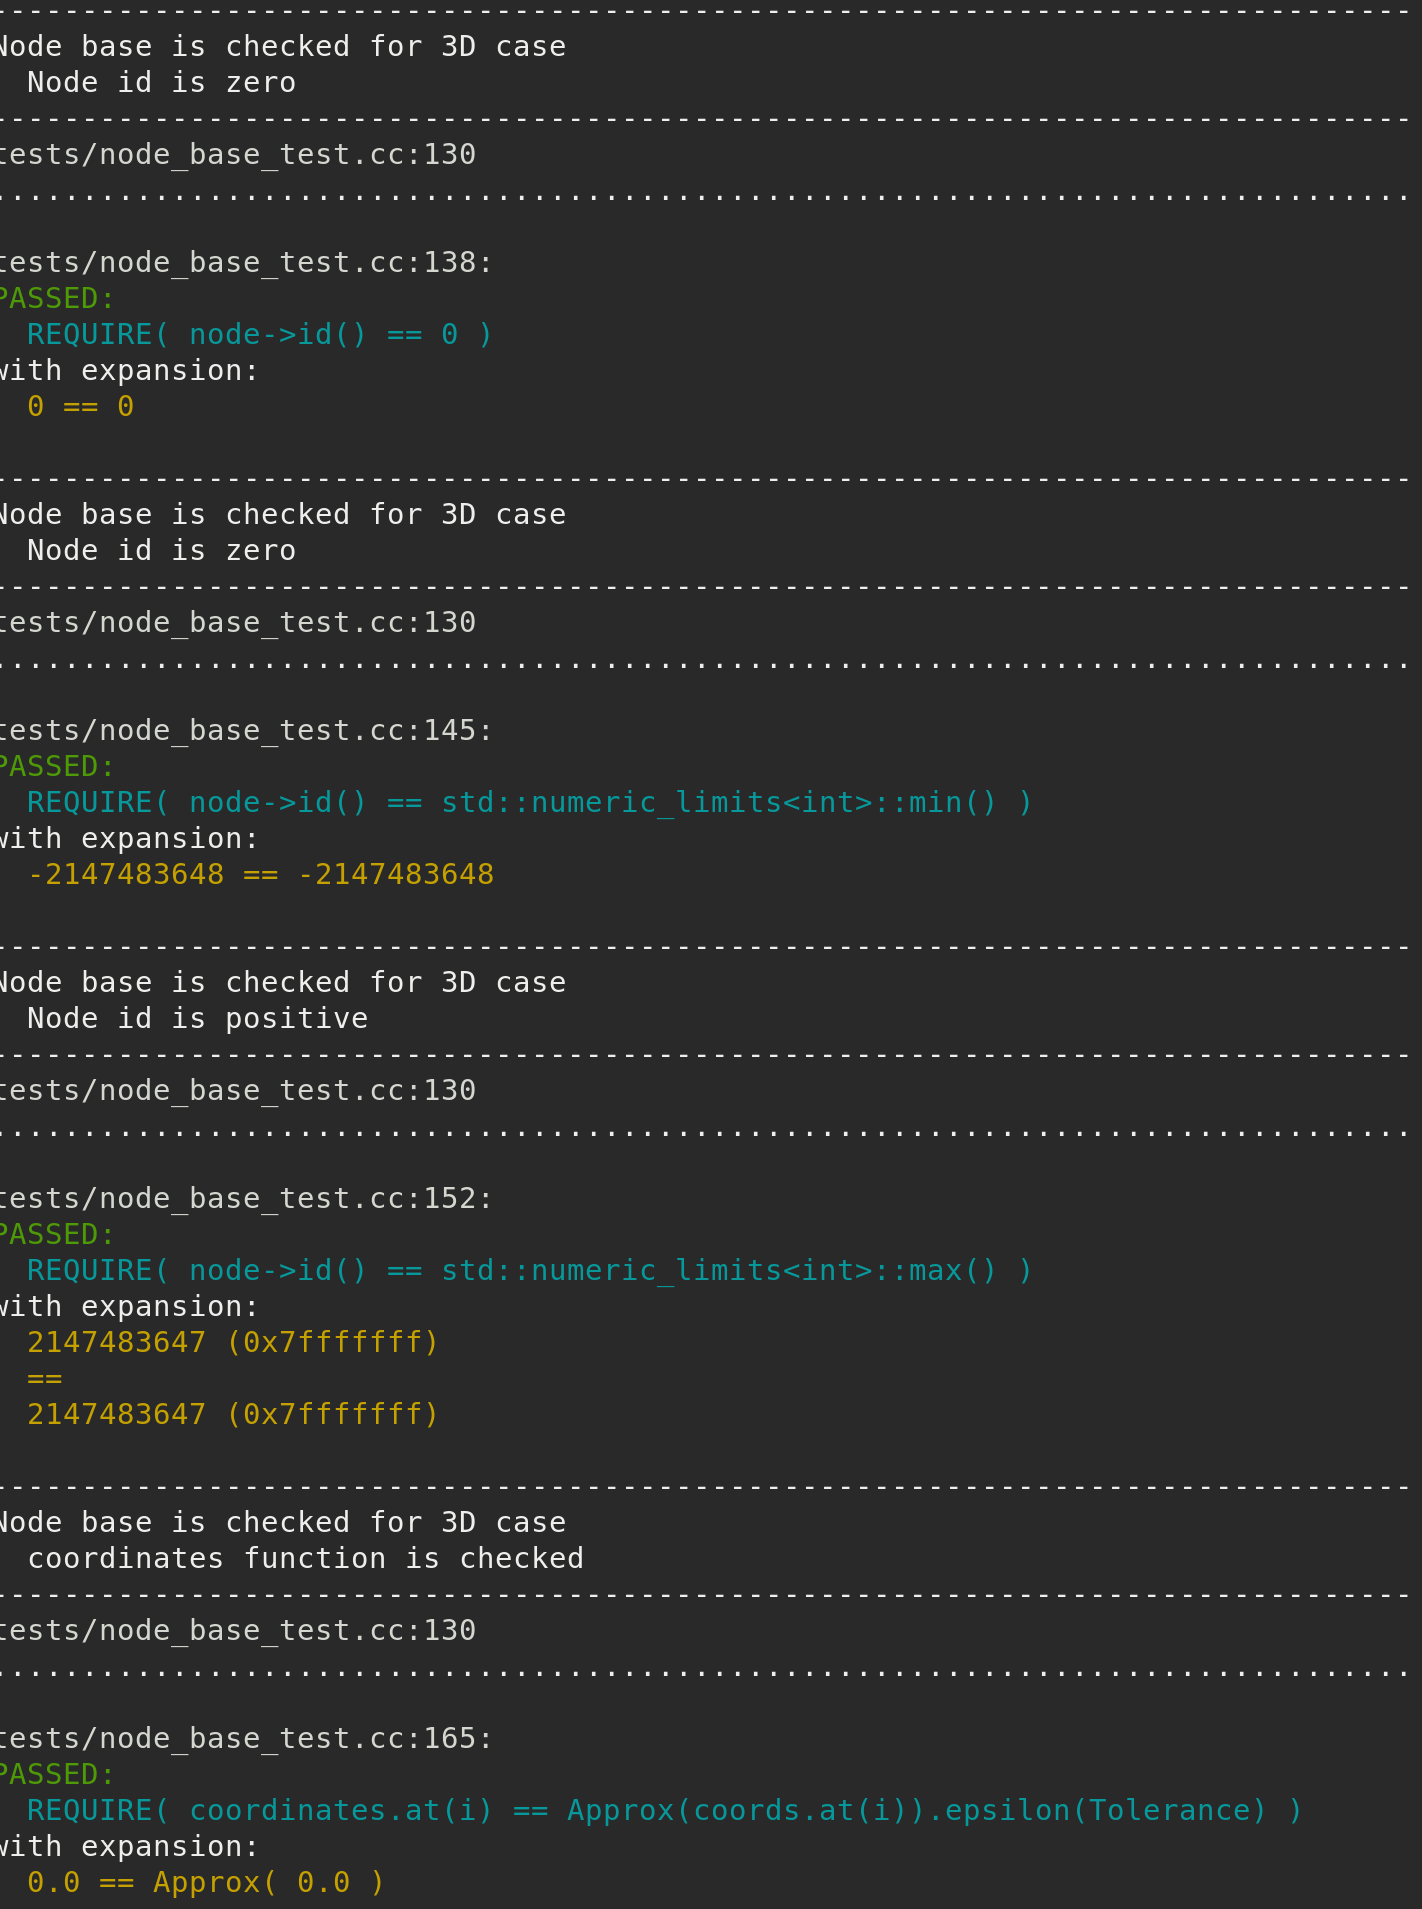 -------------------------------------------------------------------------------
Node base is checked for 3D case
  Node id is zero
-------------------------------------------------------------------------------
tests/node_base_test.cc:130
...............................................................................

tests/node_base_test.cc:138:
PASSED:
  REQUIRE( node->id() == 0 )
with expansion:
  0 == 0

-------------------------------------------------------------------------------
Node base is checked for 3D case
  Node id is zero
-------------------------------------------------------------------------------
tests/node_base_test.cc:130
...............................................................................

tests/node_base_test.cc:145:
PASSED:
  REQUIRE( node->id() == std::numeric_limits<int>::min() )
with expansion:
  -2147483648 == -2147483648

-------------------------------------------------------------------------------
Node base is checked for 3D case
  Node id is positive
-------------------------------------------------------------------------------
tests/node_base_test.cc:130
...............................................................................

tests/node_base_test.cc:152:
PASSED:
  REQUIRE( node->id() == std::numeric_limits<int>::max() )
with expansion:
  2147483647 (0x7fffffff)
  ==
  2147483647 (0x7fffffff)

-------------------------------------------------------------------------------
Node base is checked for 3D case
  coordinates function is checked
-------------------------------------------------------------------------------
tests/node_base_test.cc:130
...............................................................................

tests/node_base_test.cc:165:
PASSED:
  REQUIRE( coordinates.at(i) == Approx(coords.at(i)).epsilon(Tolerance) )
with expansion:
  0.0 == Approx( 0.0 )